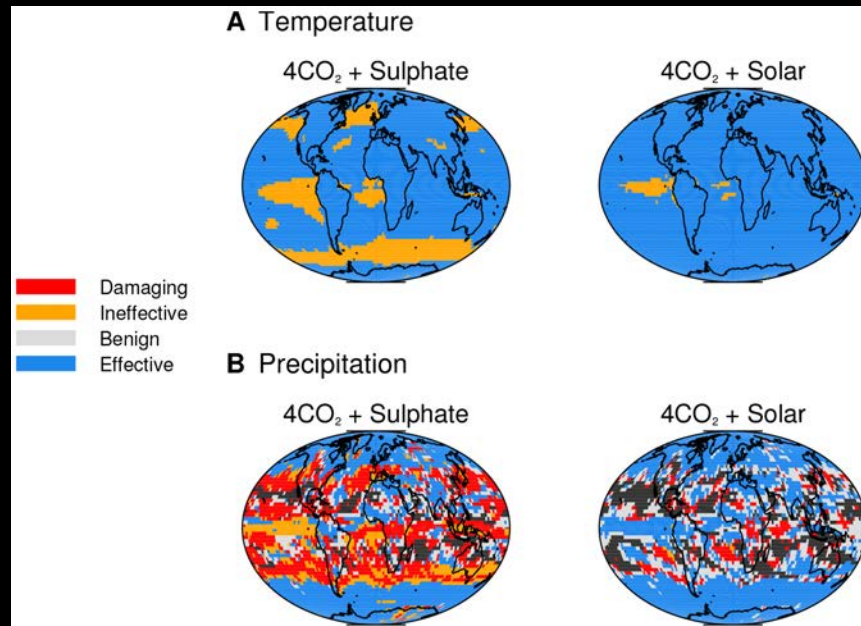 A Temperature
4CO₂ + Sulphate
4CO₂ + Solar
Damaging
Ineffective
Benign
Effective
B Precipitation
4CO₂ + Sulphate
4CO₂ + Solar